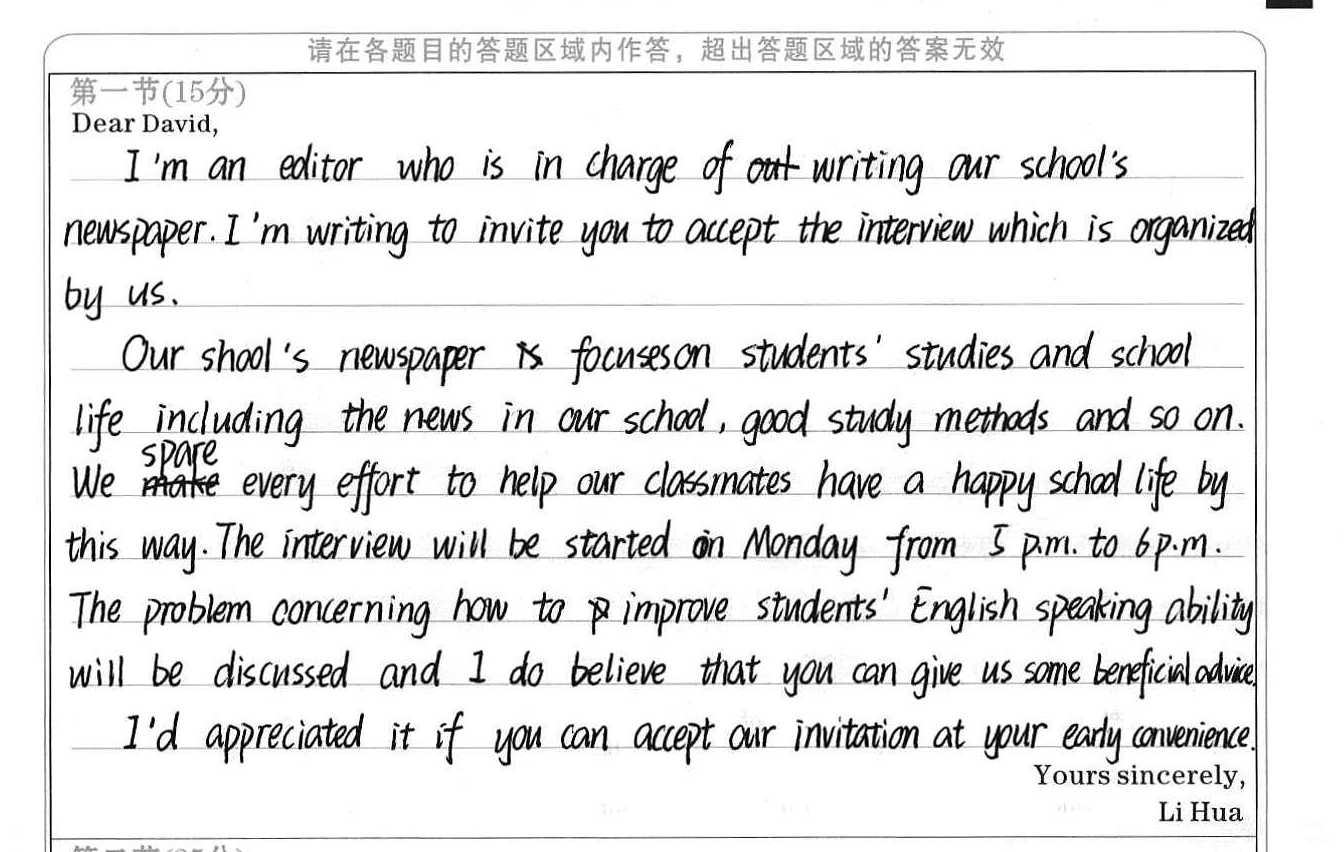 请在各题目的答题区域内作答，超出答题区域的答案无效
第一节(15分)
Dear David,
I'm an editor who is in charge of out writing our school's
newspaper. I'm writing to invite you to accept the interview which is organized
by us.
Our shool's newspaper is focuses on students' studies and school
life including the news in our school, good study methods and so on.
spare
We make every effort to help our classmates have a happy school life by
this way. The interview will be started on Monday from 5 p.m. to 6 p.m.
The problem concerning how to improve students' English speaking ability
will be discussed and I do believe that you can give us some beneficial advice.
I'd appreciated it if you can accept our invitation at your early convenience.
Yours sincerely,
Li Hua